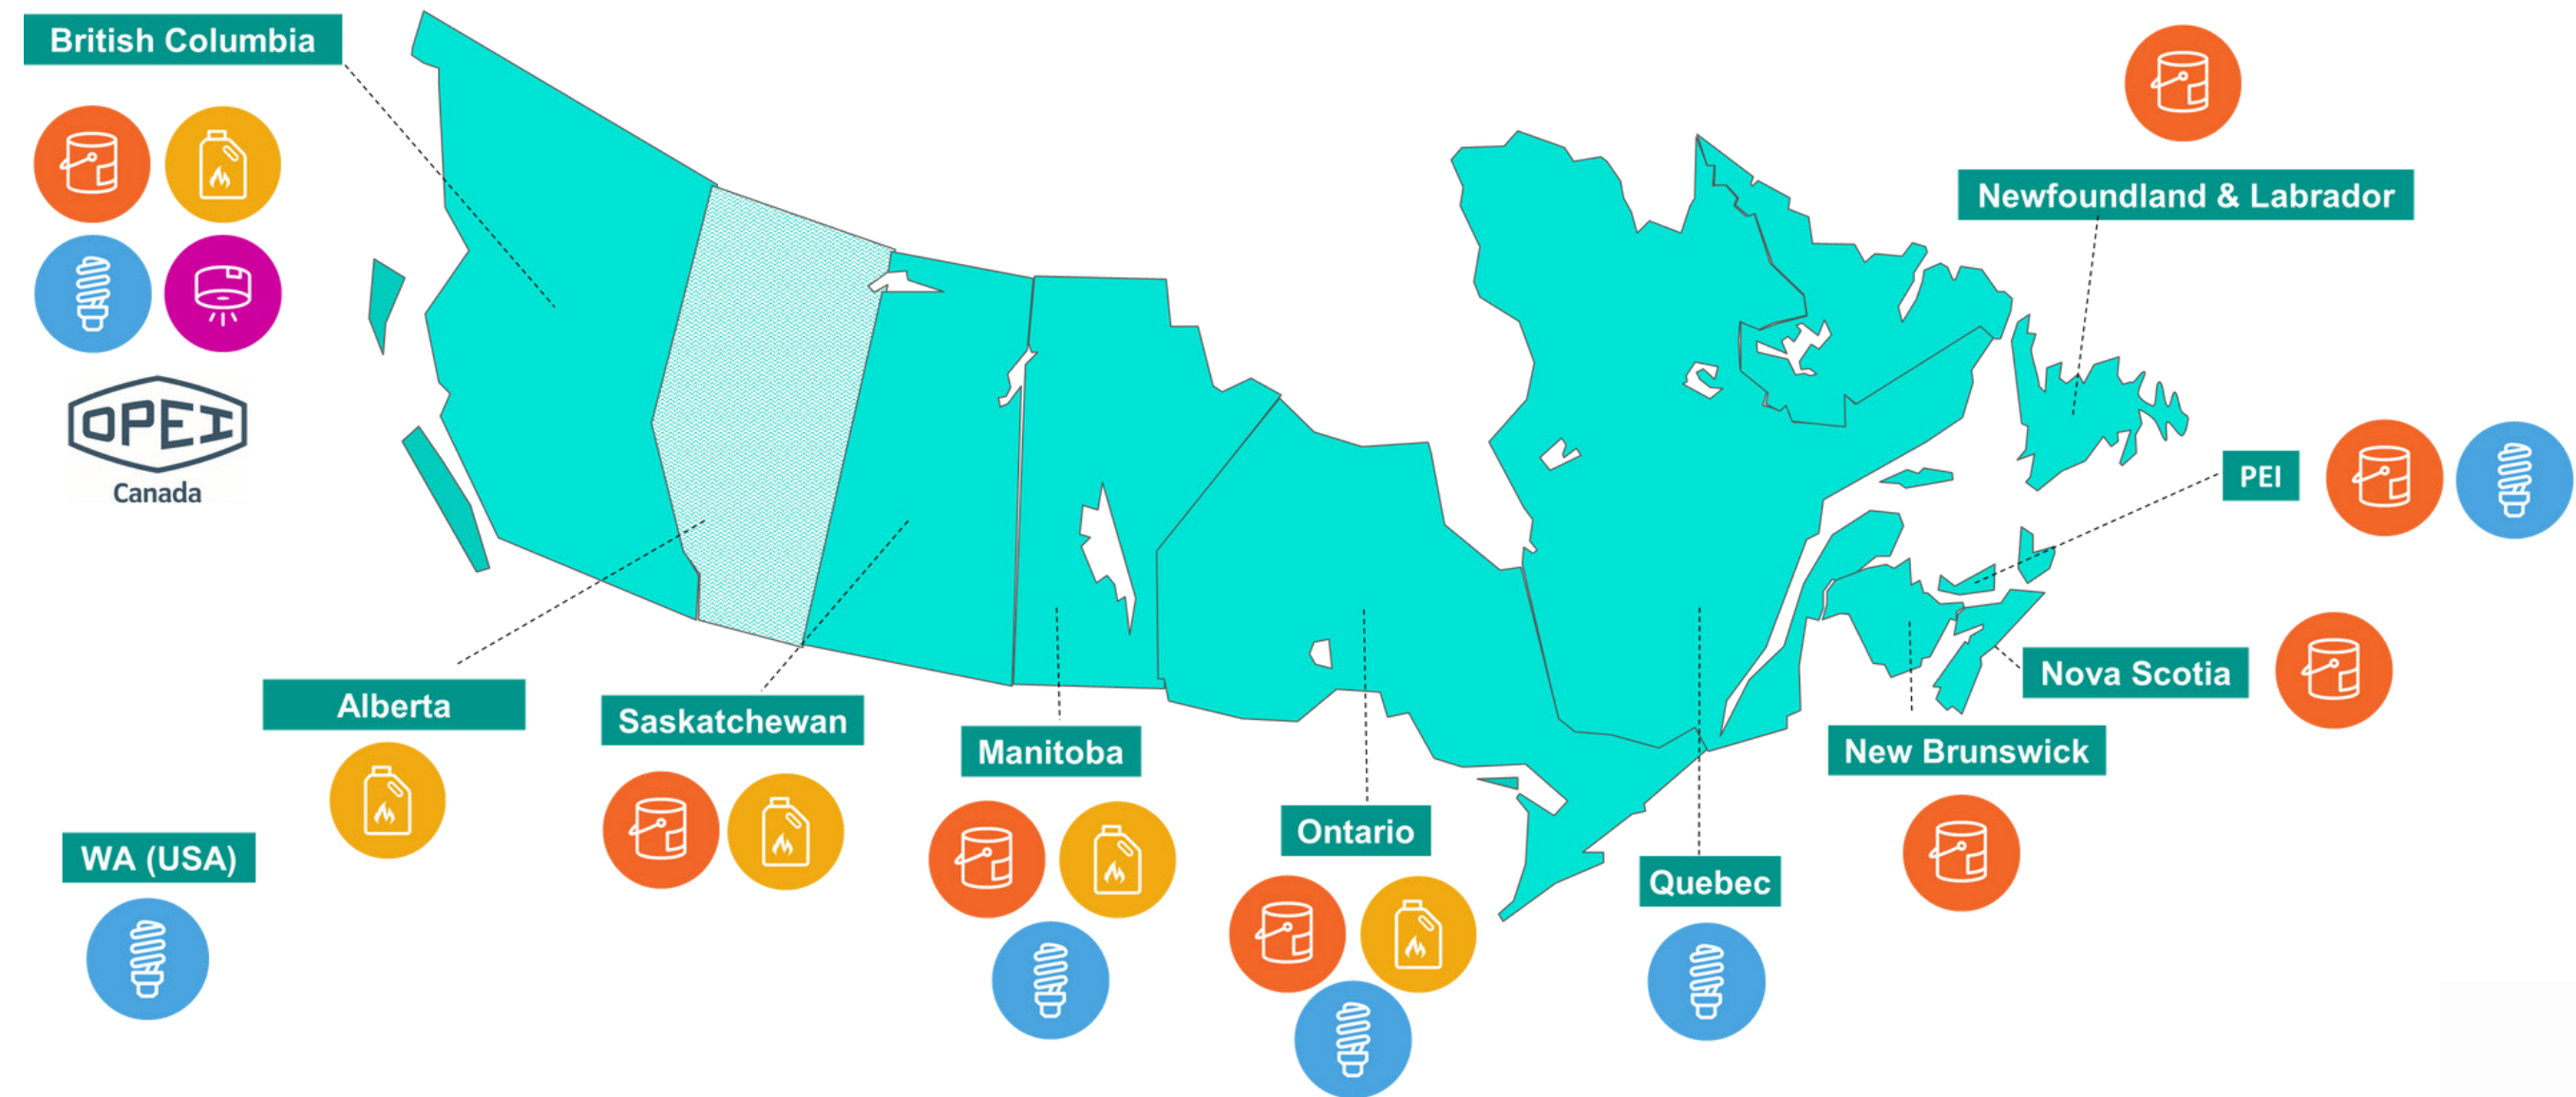 British Columbia
OPEI
Canada
Newfoundland & Labrador
PEI
Nova Scotia
New Brunswick
Alberta
Saskatchewan
Manitoba
Ontario
Quebec
WA (USA)